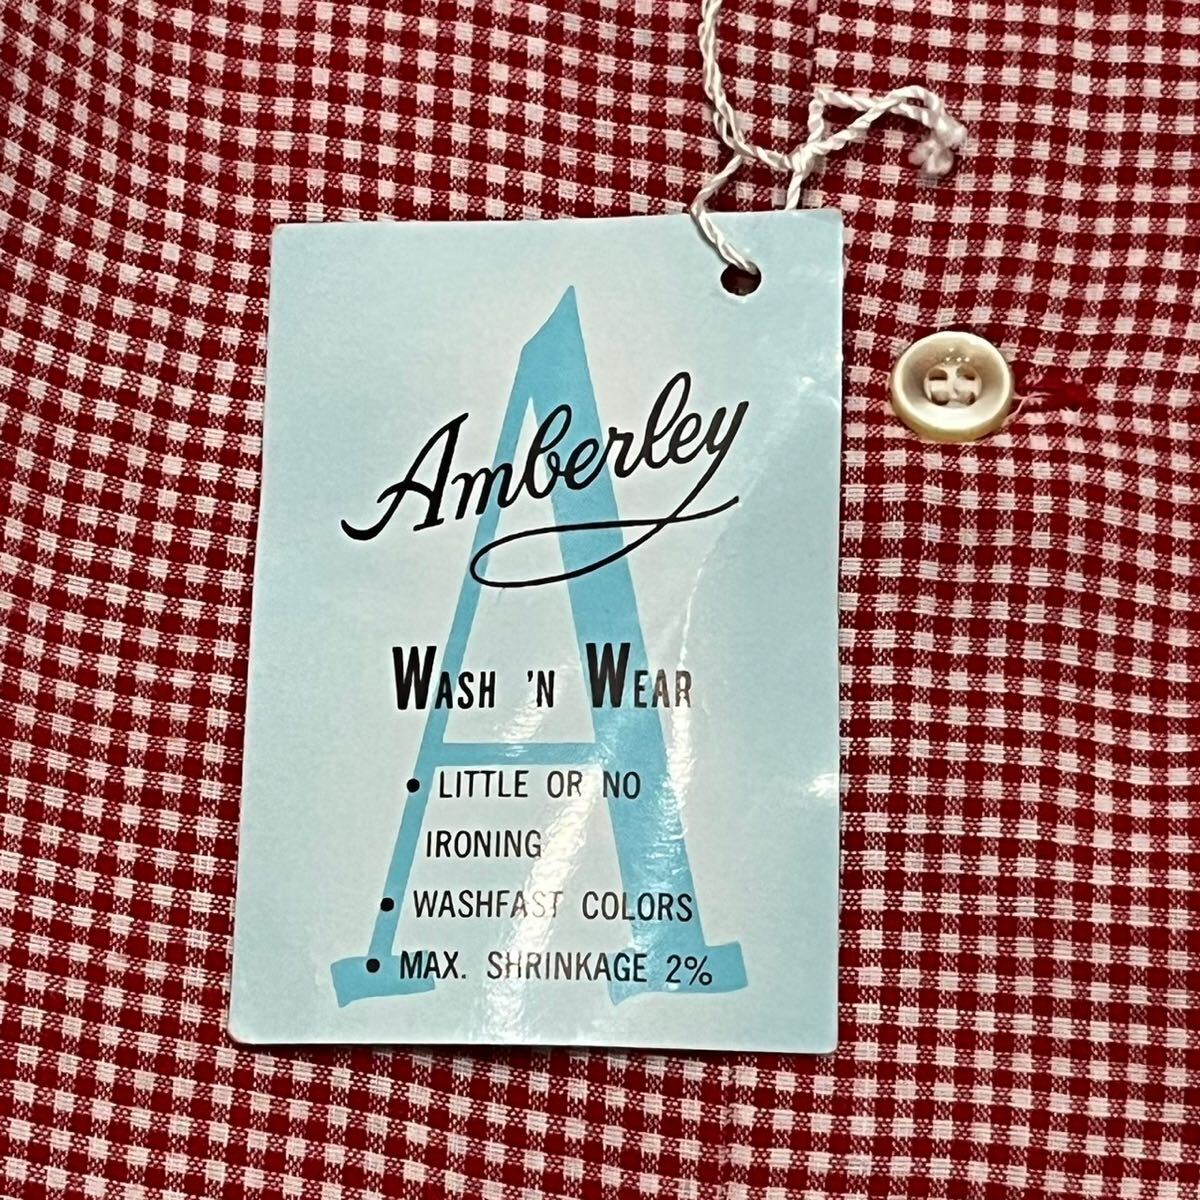 Amberley
WASH 'N WEAR
• LITTLE OR NO
IRONING
• WASHFAST COLORS
• MAX. SHRINKAGE 2%